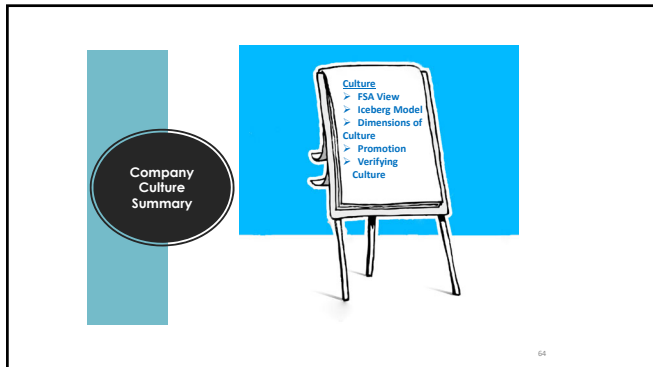 Company
Culture
Summary
Culture
➢ FSA View
➢ Iceberg Model
➢ Dimensions of
Culture
➢ Promotion
➢ Verifying
Culture
64